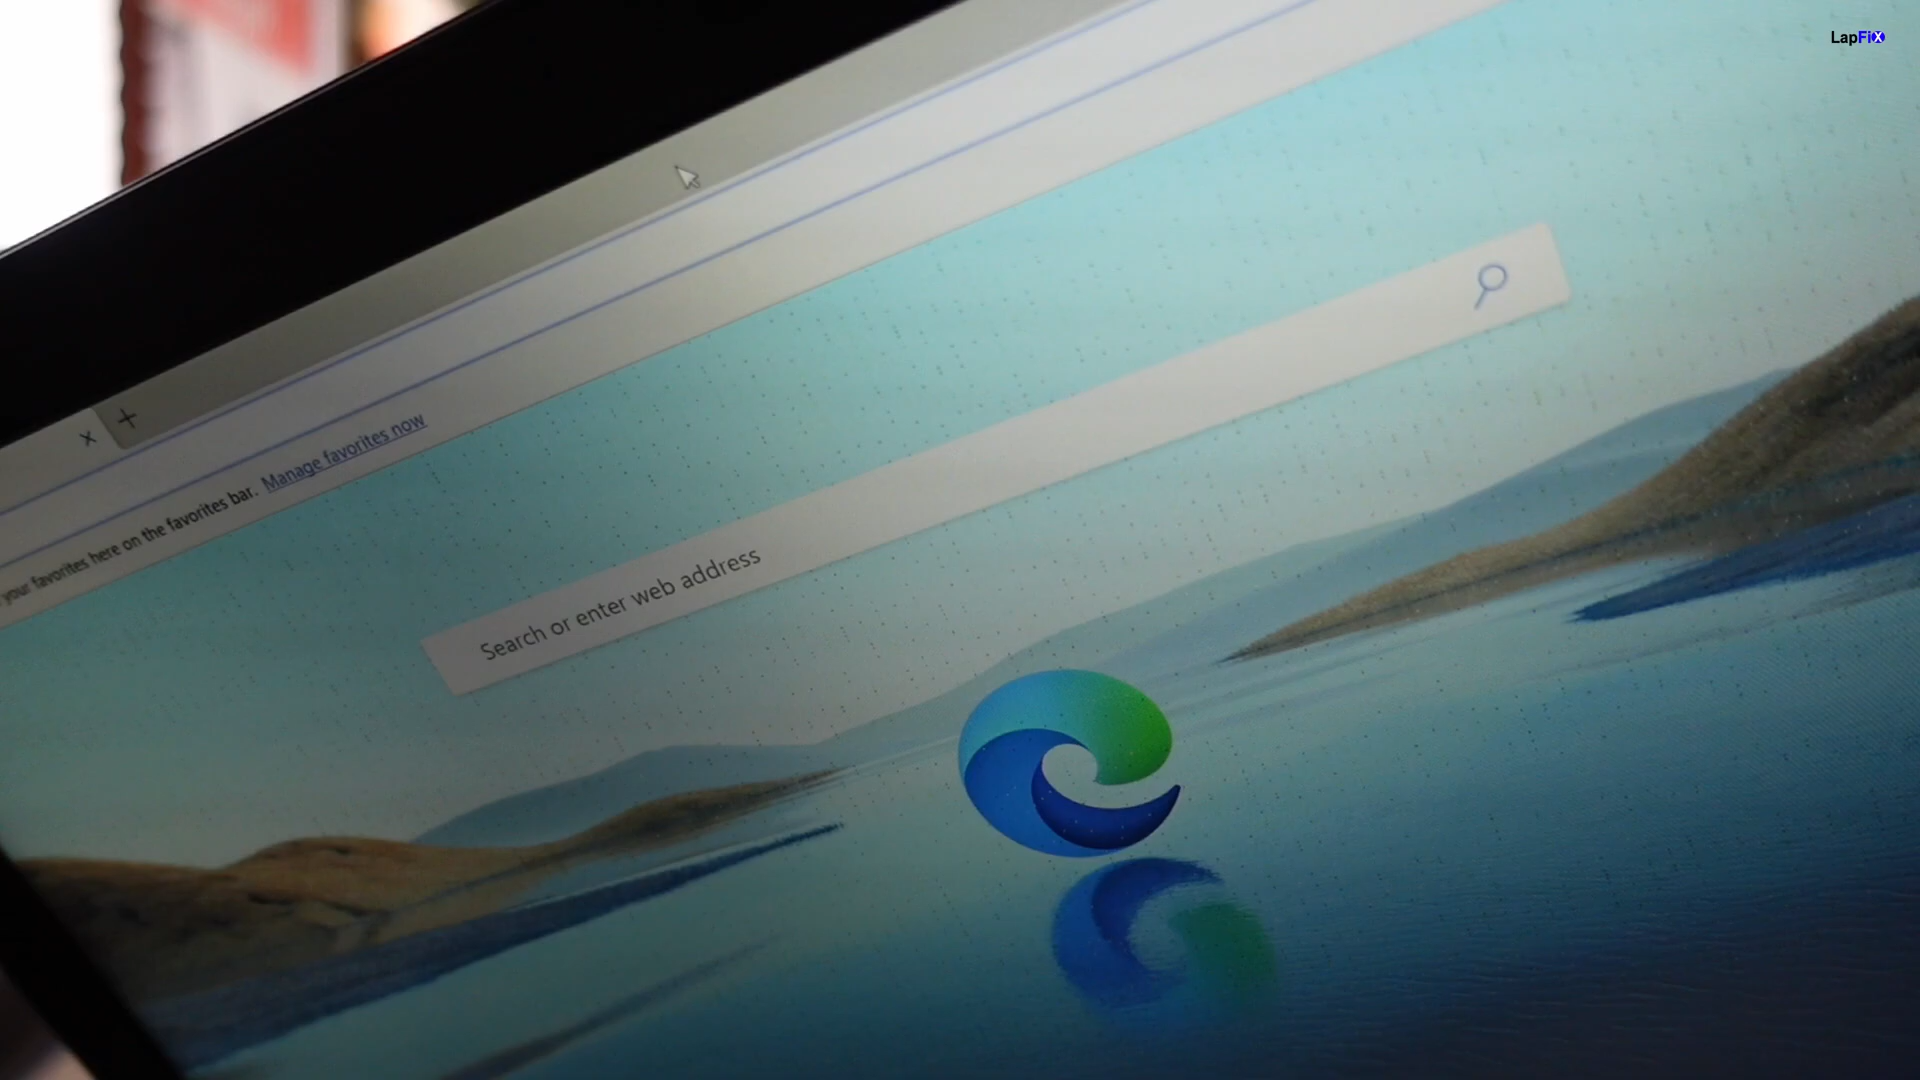 LapFiX
your favorites here on the favorites bar. Manage favorites now
Search or enter web address